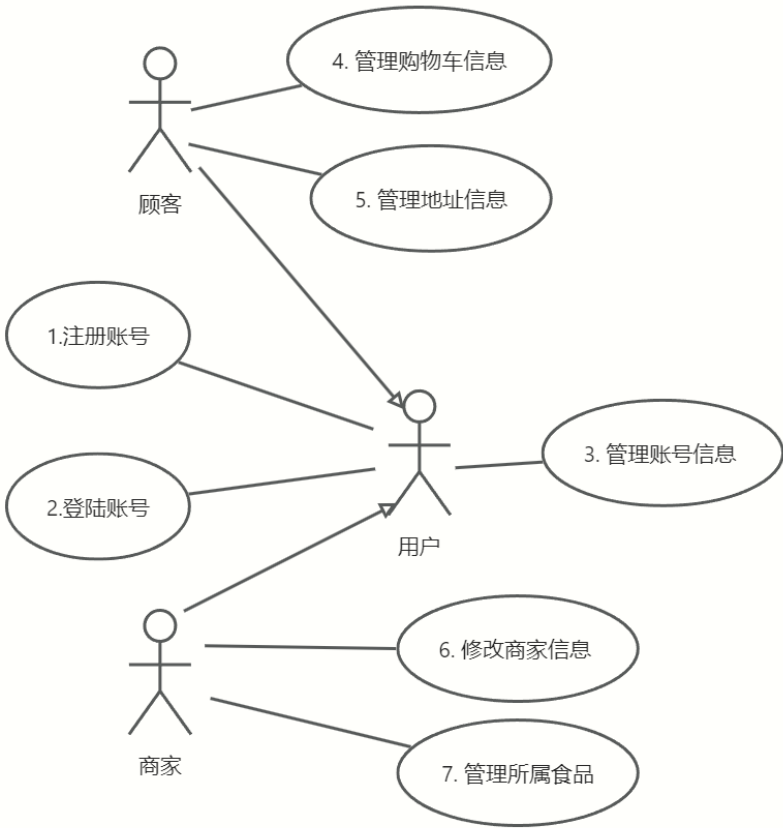 4. 管理购物车信息
5. 管理地址信息
顾客
1.注册账号
3. 管理账号信息
2.登陆账号
用户
6. 修改商家信息
商家
7. 管理所属食品